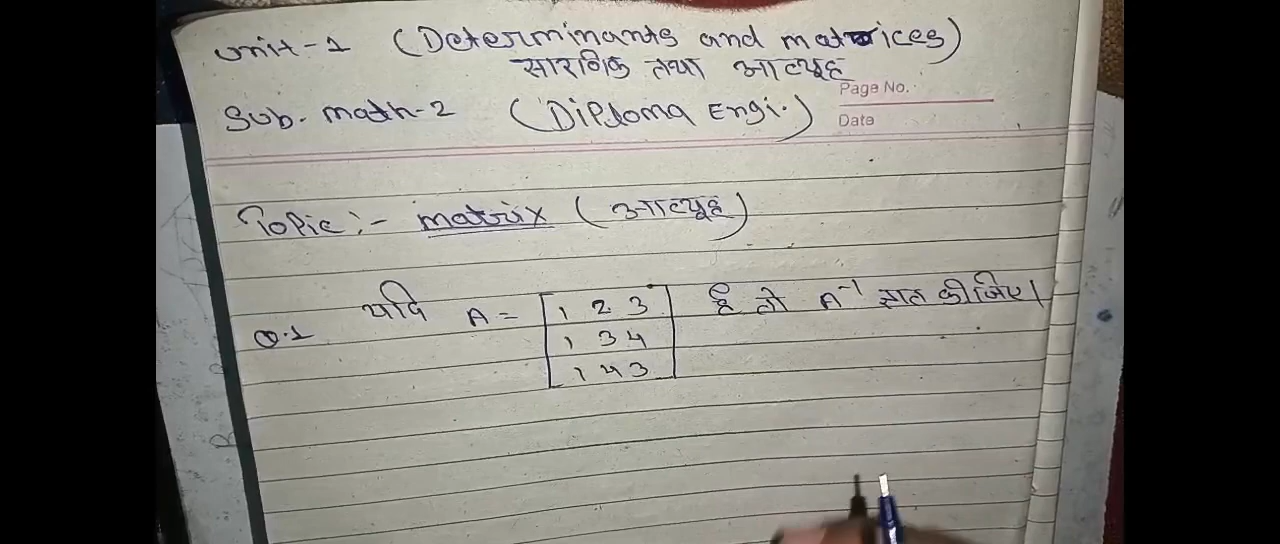 Unit-1 (Determinants and matrices)
सारणिक तथा आव्यूह
Page No.
Sub. math-2 (Diploma Engi.)
Date
Topic:- matrix (आव्यूह)
Q.1 यदि A = [1 2 3 है तो A⁻¹ ज्ञात कीजिए।
1 3 4
1 4 3]